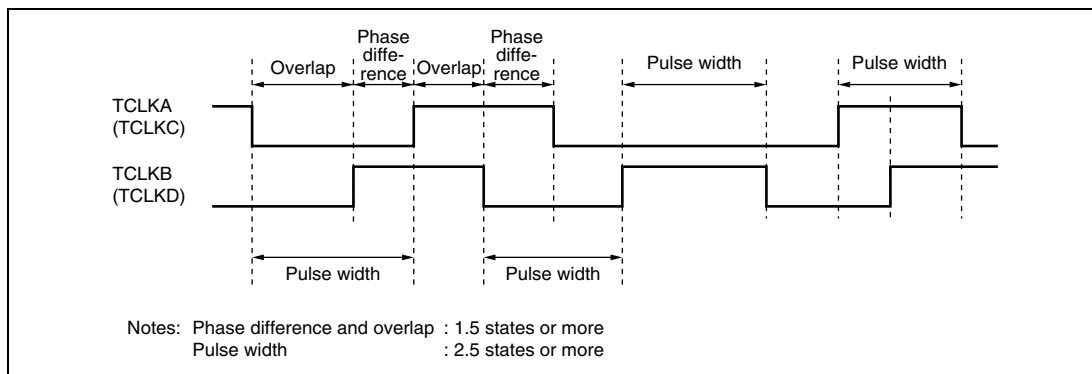 Phase
diffe-
rence
Phase
diffe-
rence
Overlap
Overlap
Pulse width
Pulse width
TCLKA
(TCLKC)
TCLKB
(TCLKD)
Pulse width
Pulse width
Notes: Phase difference and overlap : 1.5 states or more
Pulse width : 2.5 states or more